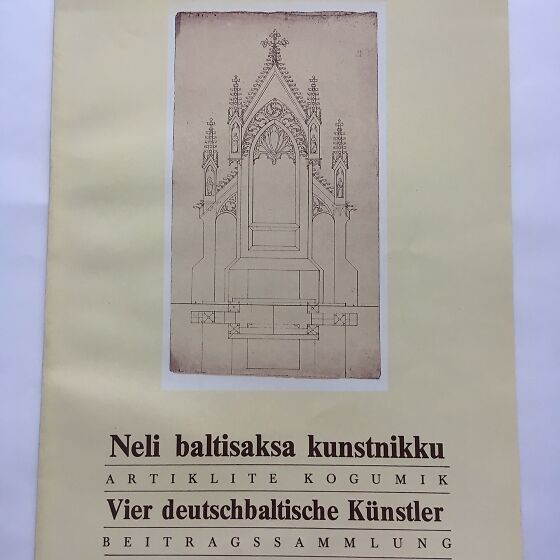 Neli baltisaksa kunstnikku
ARTIKLITE KOGUMIK
Vier deutschbaltische Künstler
BEITRAGSSAMMLUNG